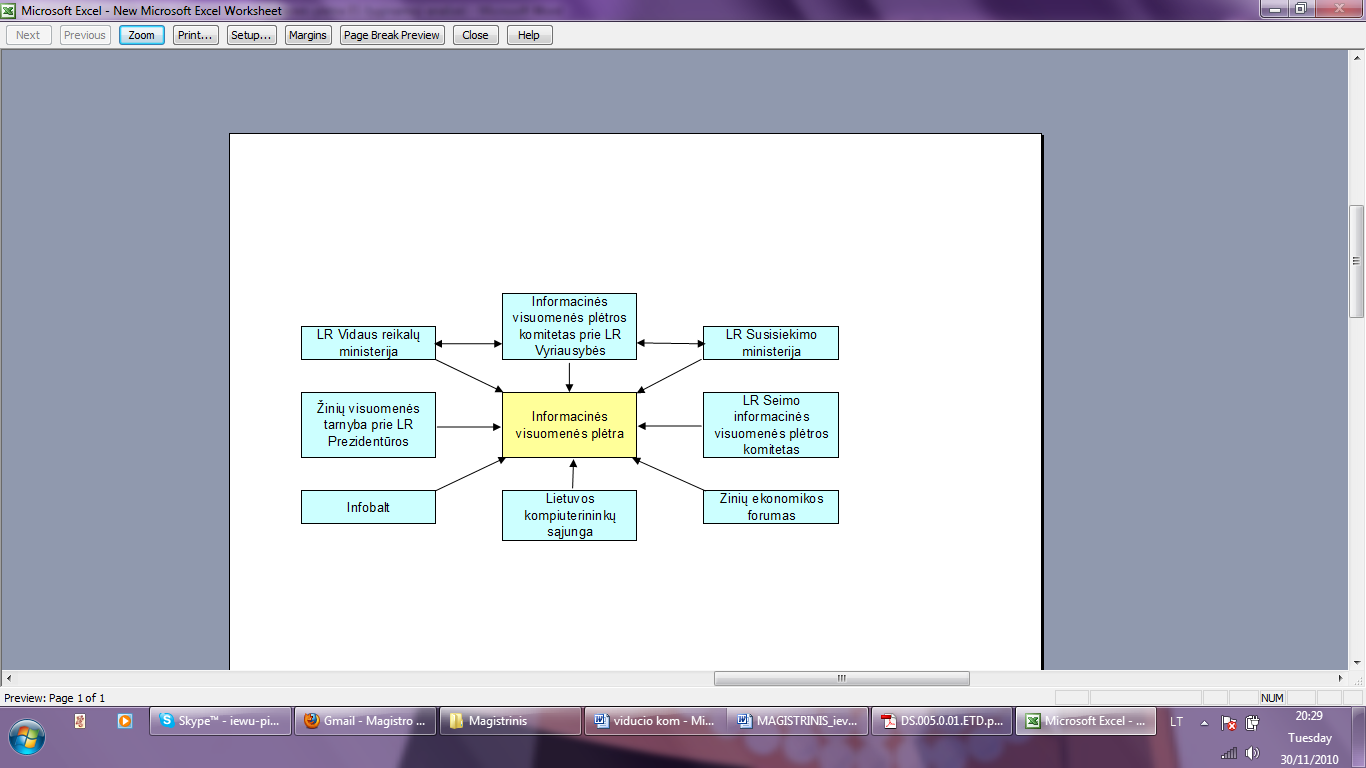 Microsoft Excel - New Microsoft Excel Worksheet
Next Previous Zoom Print... Setup... Margins Page Break Preview Close Help
Informacinės
visuomenės plėtros
komitetas prie LR
Vyriausybės
LR Vidaus reikalų
ministerija
LR Susisiekimo
ministerija
Žinių visuomenės
tarnyba prie LR
Prezidentūros
Informacinės
visuomenės plėtra
LR Seimo
informacinės
visuomenės plėtros
komitetas
Infobalt
Lietuvos
kompiuterininkų
sąjunga
Zinių ekonomikos
forumas
Preview: Page 1 of 1
NUM
Skype™ - iewu-pi...
Gmail - Magistro ...
Magistrinis
viducio kom - Mi...
MAGISTRINIS_iev...
DS.005.0.01.ETD.p...
Microsoft Excel - ...
LT
20:29
Tuesday
30/11/2010